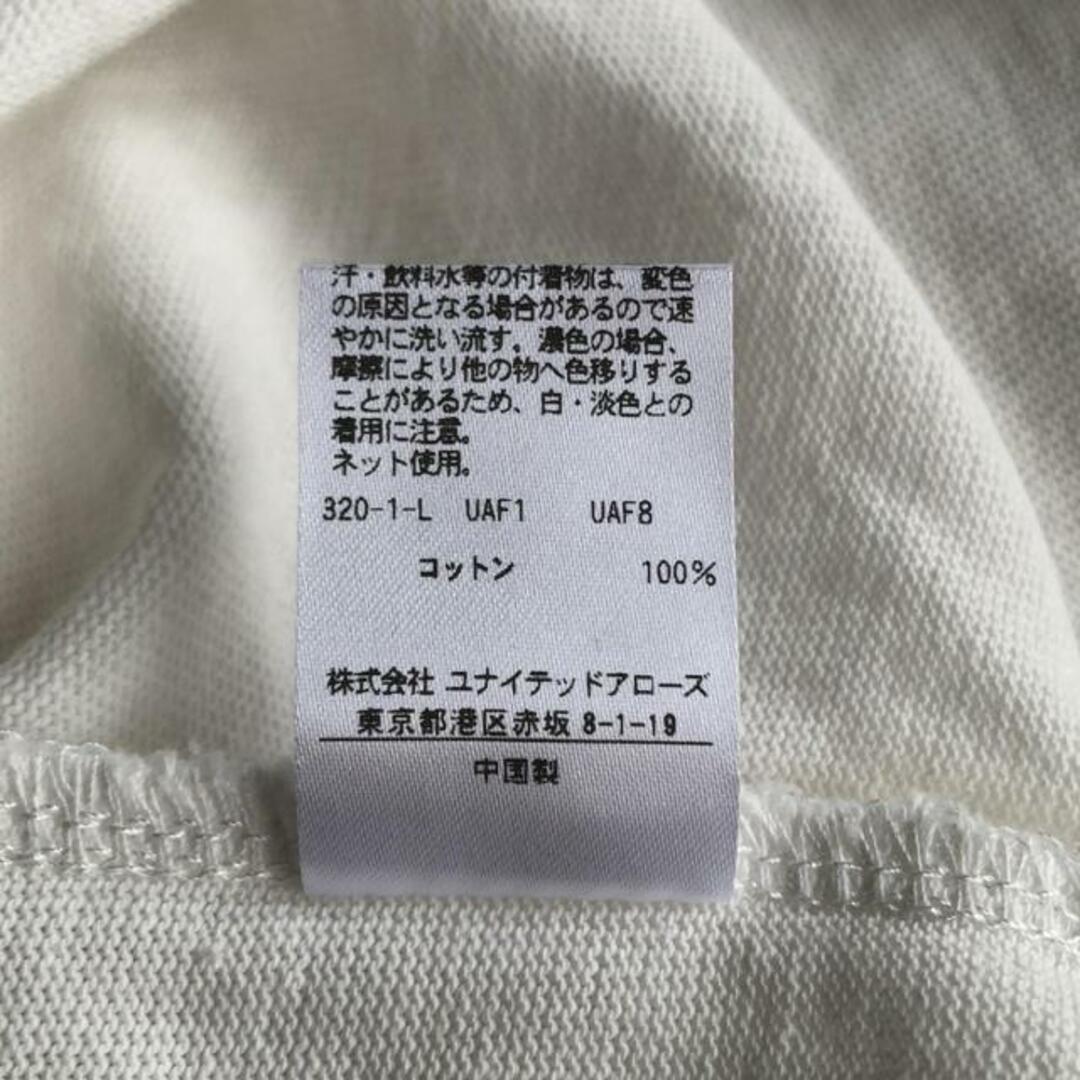 汗・飲料水等の付着物は、変色
の原因となる場合があるので速
やかに洗い流す。濃色の場合、
摩擦により他の物へ色移りする
ことがあるため、白・淡色との
着用に注意。
ネット使用。
320-1-L UAF1 UAF8
コットン 100%
株式会社 ユナイテッドアローズ
東京都港区赤坂 8-1-19
中国製